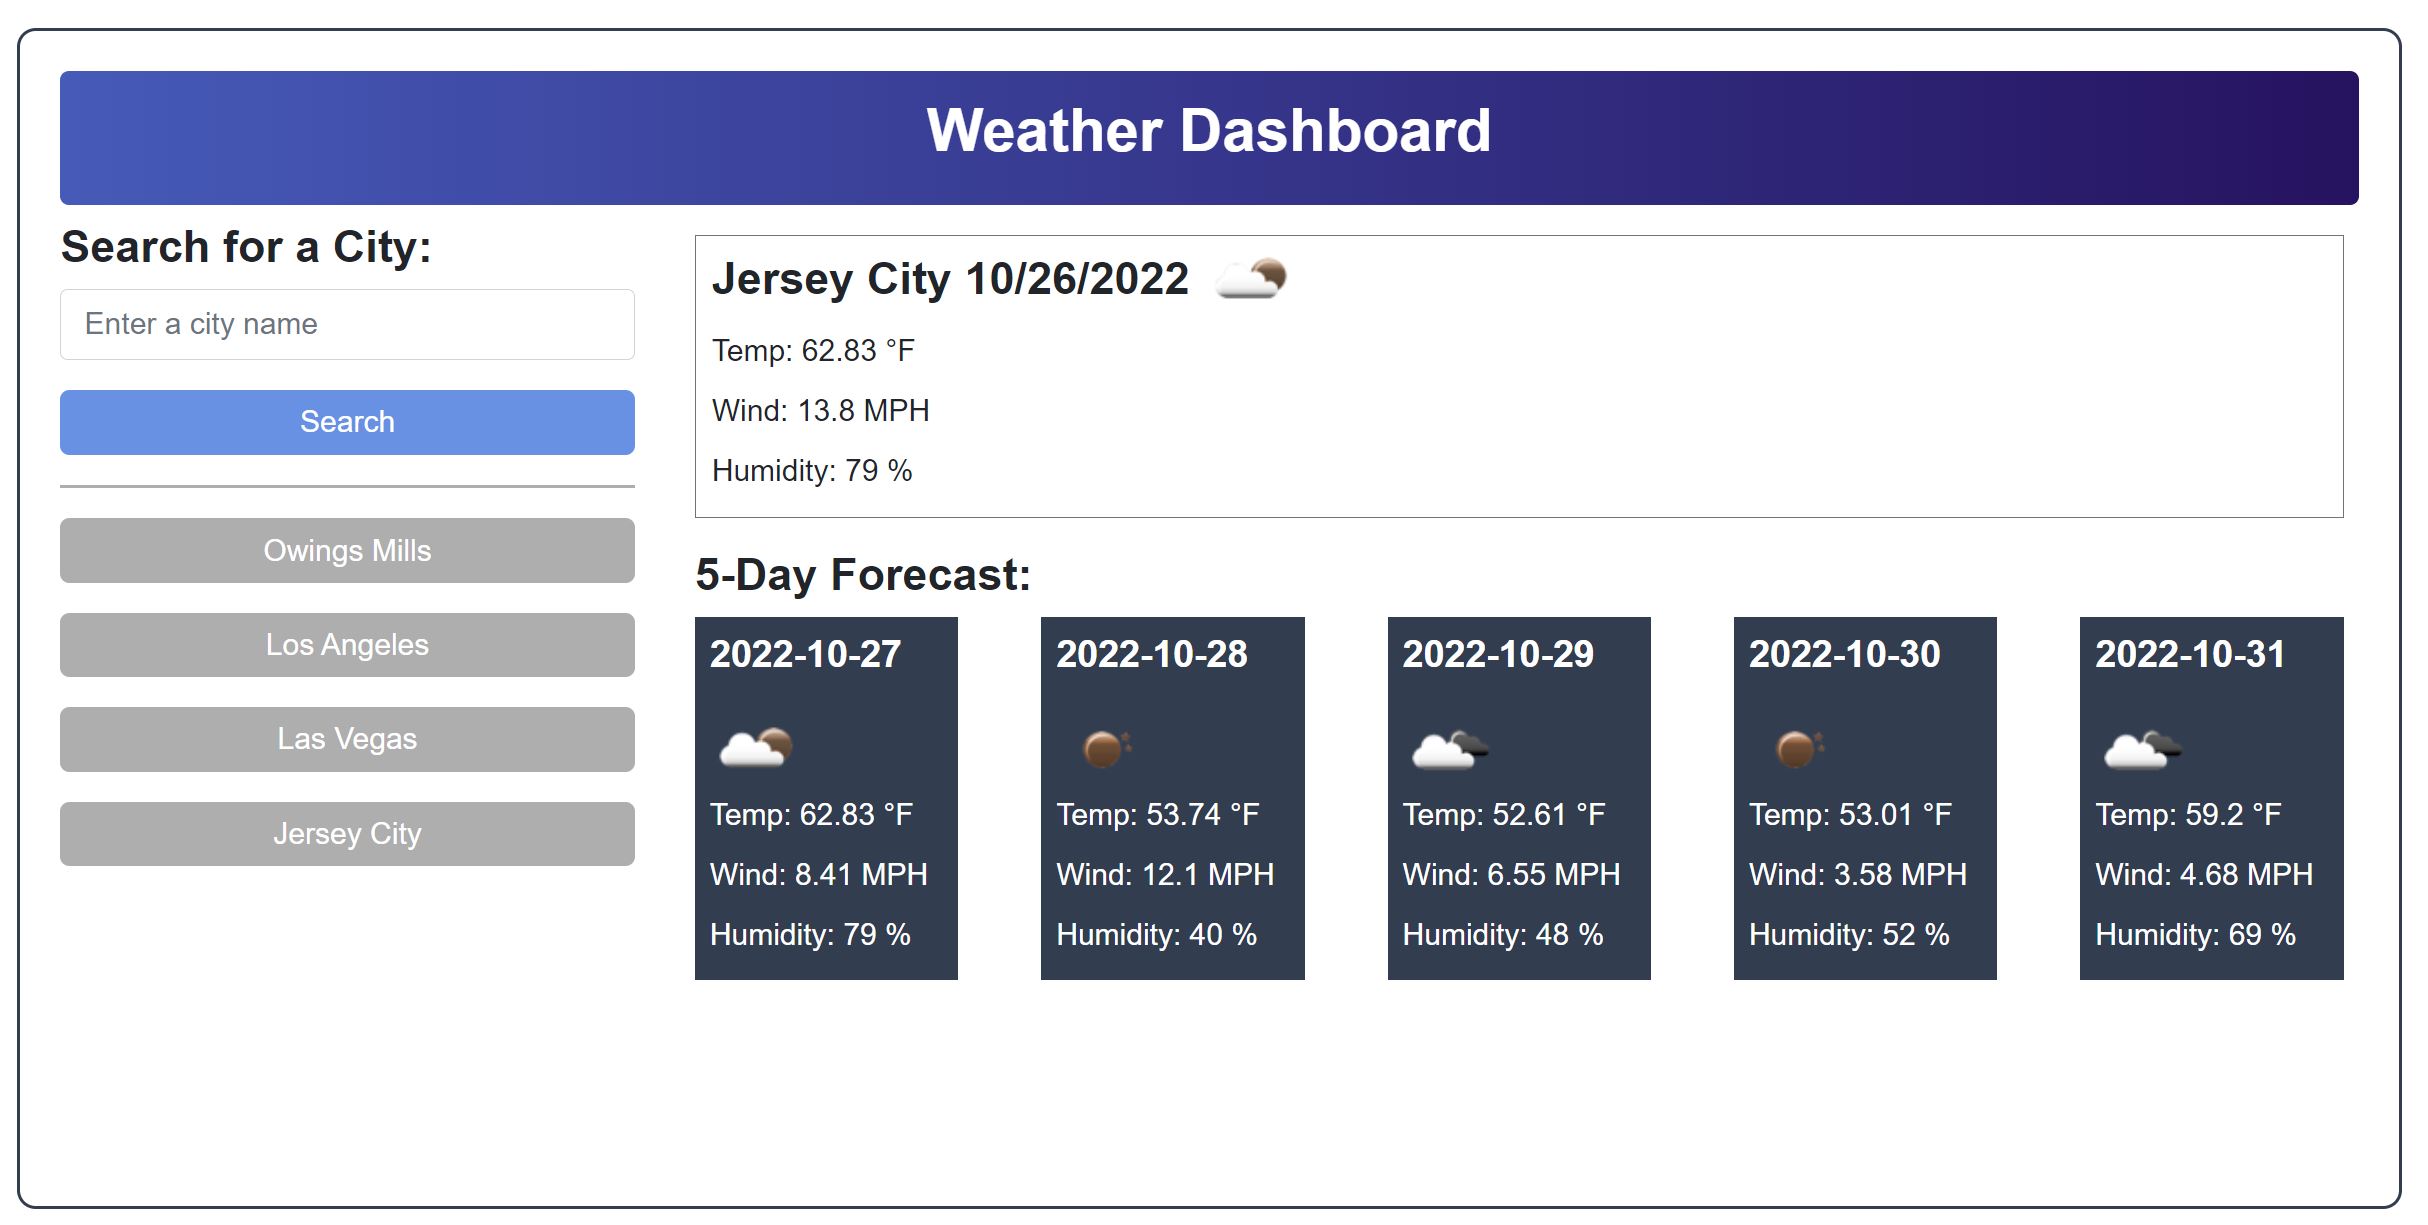 Weather Dashboard
Search for a City:
Enter a city name
Search
Owings Mills
Los Angeles
Las Vegas
Jersey City
Jersey City 10/26/2022
Temp: 62.83 °F
Wind: 13.8 MPH
Humidity: 79 %
5-Day Forecast:
2022-10-27
Temp: 62.83 °F
Wind: 8.41 MPH
Humidity: 79 %
2022-10-28
Temp: 53.74 °F
Wind: 12.1 MPH
Humidity: 40 %
2022-10-29
Temp: 52.61 °F
Wind: 6.55 MPH
Humidity: 48 %
2022-10-30
Temp: 53.01 °F
Wind: 3.58 MPH
Humidity: 52 %
2022-10-31
Temp: 59.2 °F
Wind: 4.68 MPH
Humidity: 69 %